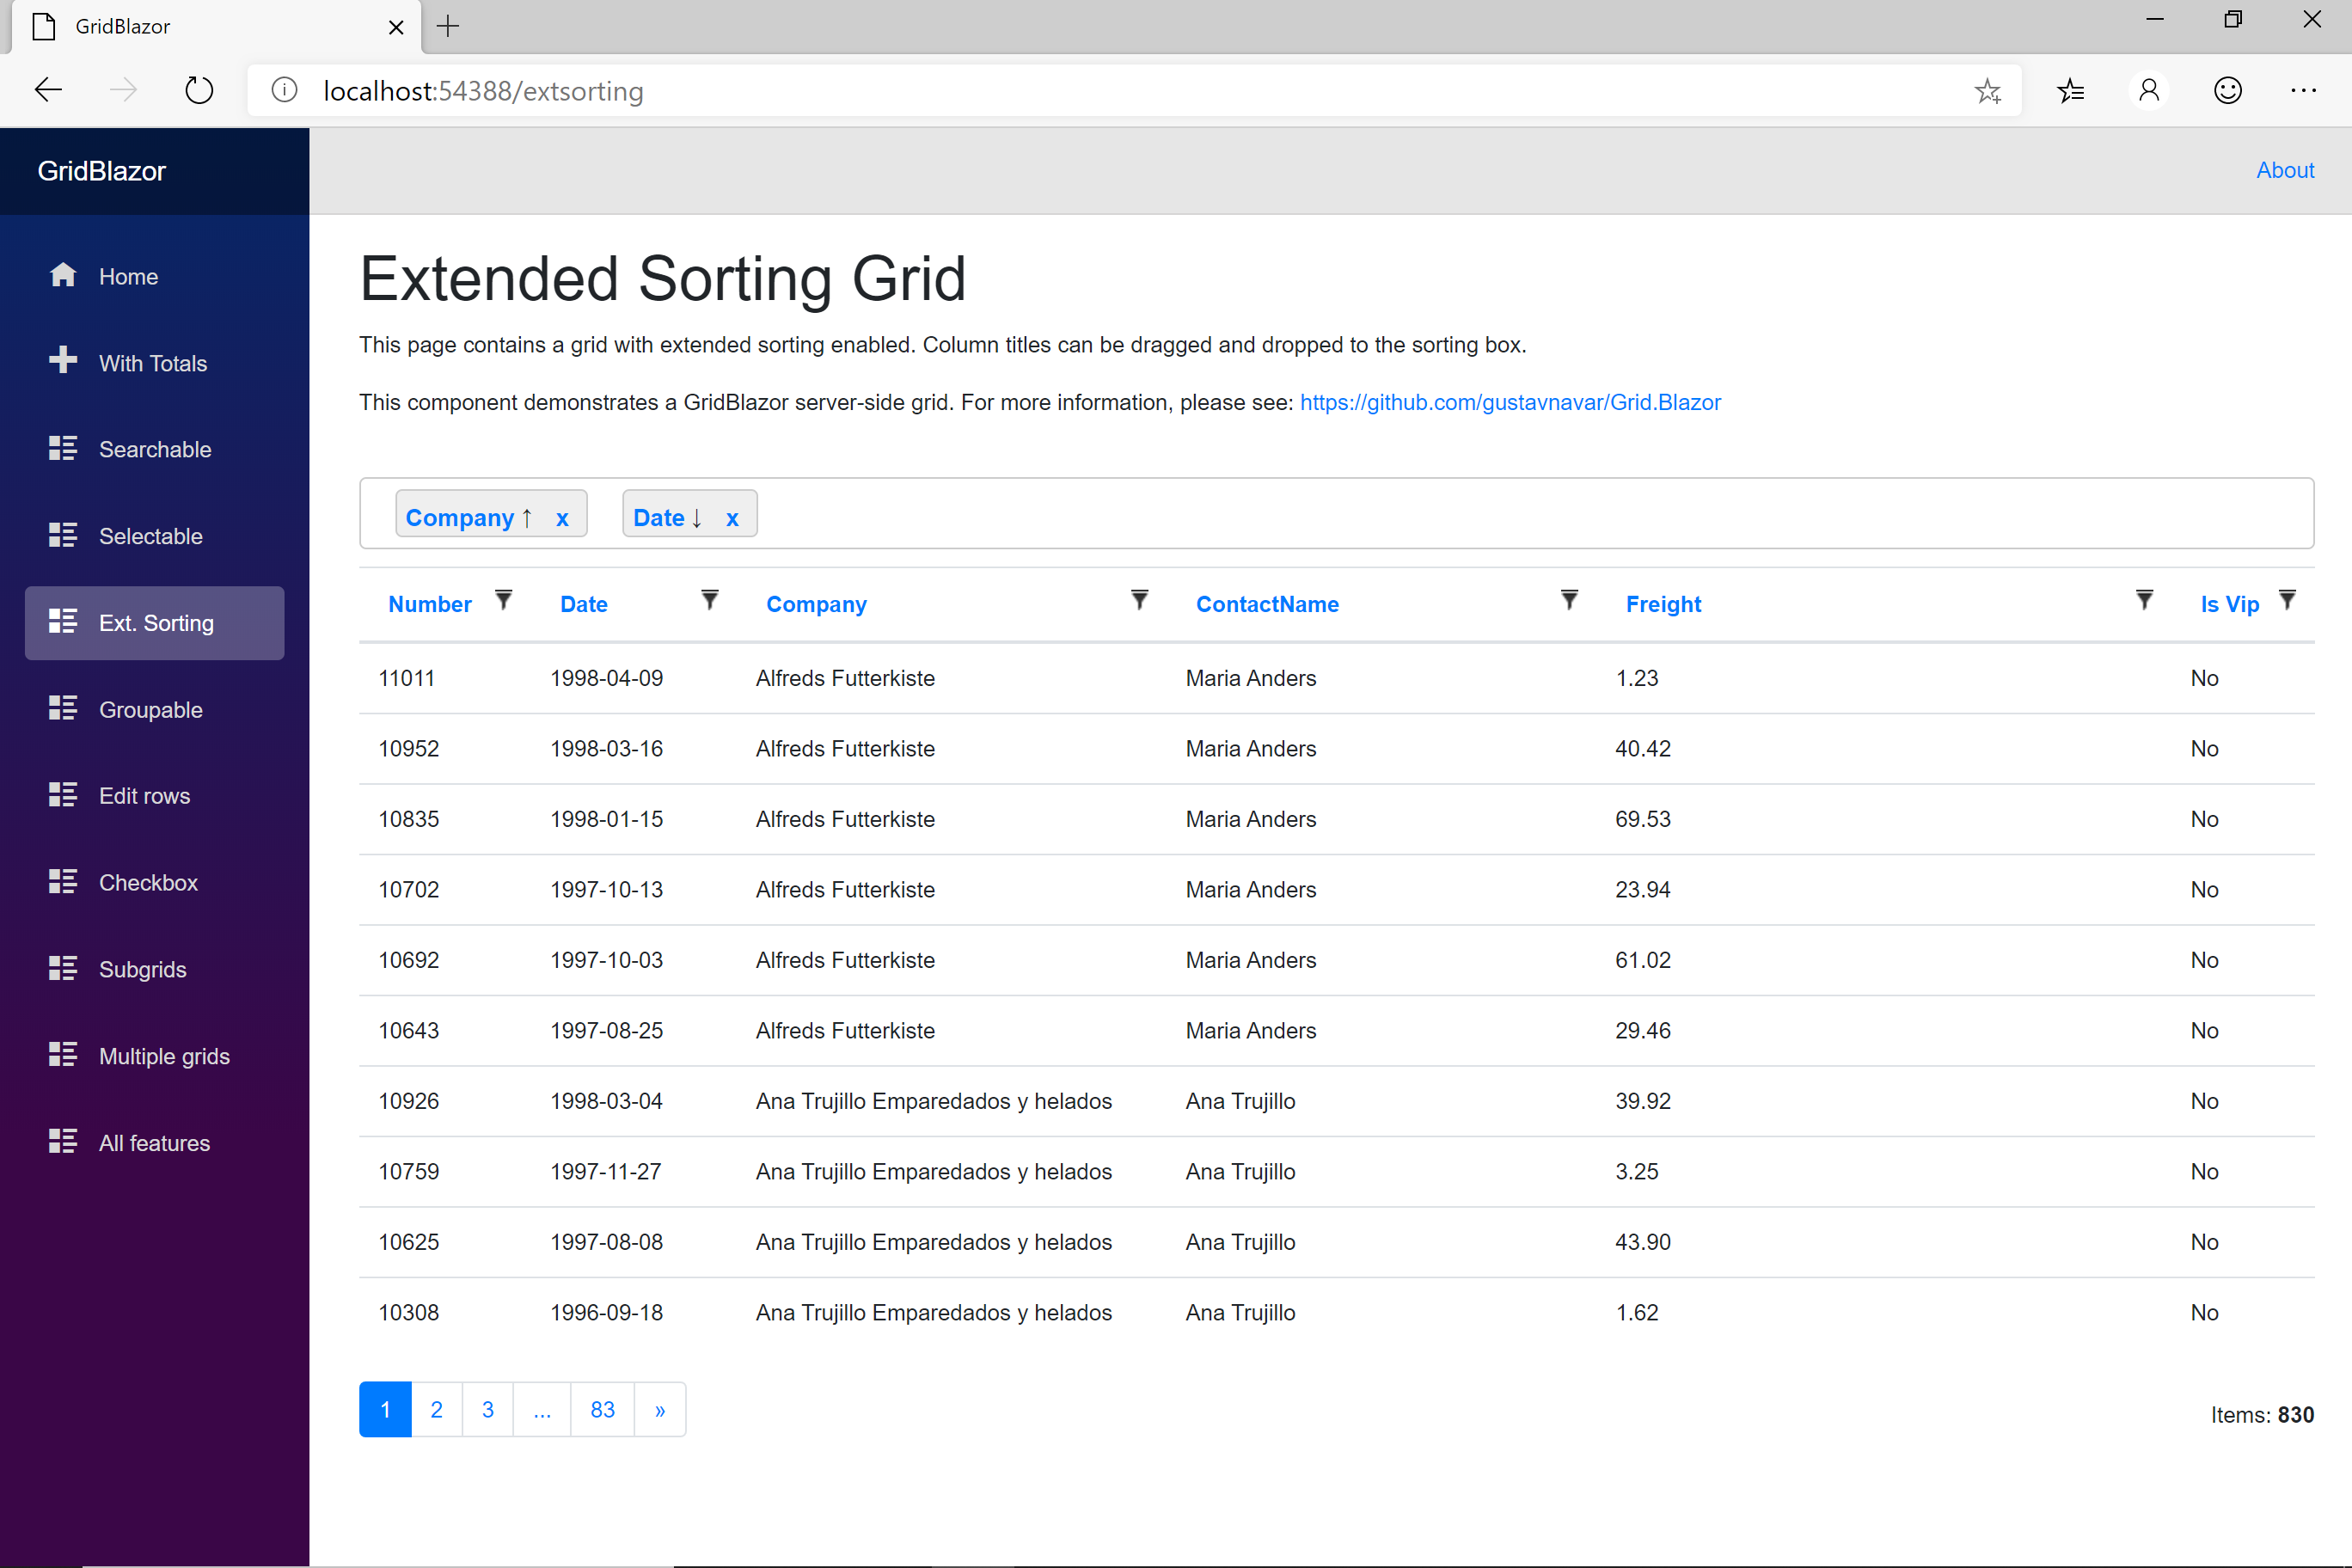 GridBlazor
localhost:54388/extsorting
GridBlazor
About
Home
With Totals
Searchable
Selectable
Ext. Sorting
Groupable
Edit rows
Checkbox
Subgrids
Multiple grids
All features
Extended Sorting Grid
This page contains a grid with extended sorting enabled. Column titles can be dragged and dropped to the sorting box.
This component demonstrates a GridBlazor server-side grid. For more information, please see: https://github.com/gustavnavar/Grid.Blazor
Company ↑ x Date ↓ x
Number Date Company ContactName Freight Is Vip
11011 1998-04-09 Alfreds Futterkiste Maria Anders 1.23 No
10952 1998-03-16 Alfreds Futterkiste Maria Anders 40.42 No
10835 1998-01-15 Alfreds Futterkiste Maria Anders 69.53 No
10702 1997-10-13 Alfreds Futterkiste Maria Anders 23.94 No
10692 1997-10-03 Alfreds Futterkiste Maria Anders 61.02 No
10643 1997-08-25 Alfreds Futterkiste Maria Anders 29.46 No
10926 1998-03-04 Ana Trujillo Emparedados y helados Ana Trujillo 39.92 No
10759 1997-11-27 Ana Trujillo Emparedados y helados Ana Trujillo 3.25 No
10625 1997-08-08 Ana Trujillo Emparedados y helados Ana Trujillo 43.90 No
10308 1996-09-18 Ana Trujillo Emparedados y helados Ana Trujillo 1.62 No
1 2 3 ... 83 »
Items: 830